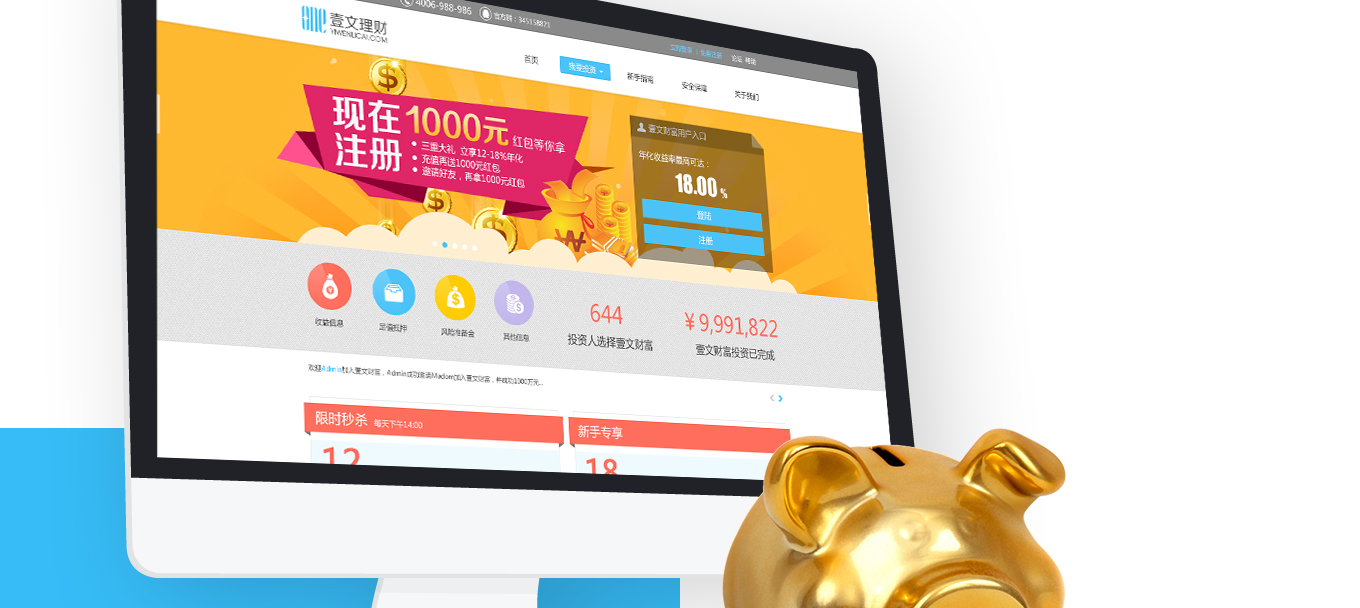 4006-988-986
官方群：345158871
壹文理财
YIWENLICAI.COM
立即登录 | 免费注册 论坛 帮助
首页
我要投资
新手指南
安全保障
关于我们
现在
注册
1000元 红包等你拿
三重大礼 立享12-18%年化
充值再送1000元红包
邀请好友，再拿1000元红包
壹文财富用户入口
年化收益率最高可达：
18.00 %
登陆
注册
收益信息
足值抵押
风险准备金
其他信息
644
投资人选择壹文财富
¥ 9,991,822
壹文财富投资已完成
欢迎Admin加入壹文财富，Admin成功邀请Madom加入壹文财富，并成功1000万元...
限时秒杀 每天下午14:00
新手专享
12
18